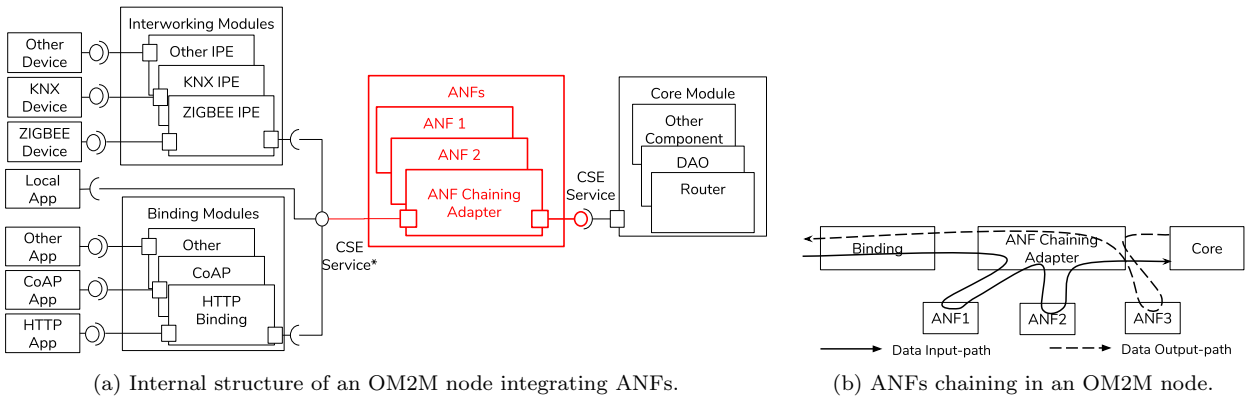 Interworking Modules
Other
Device
Other IPE
KNX
Device
KNX IPE
ZIGBEE
Device
ZIGBEE IPE
Local
App
Binding Modules
Other
App
Other
CoAP
App
CoAP
HTTP
App
HTTP
Binding
CSE
Service*
ANFs
ANF 1
ANF 2
ANF Chaining
Adapter
CSE
Service
Core Module
Other
Component
DAO
Router
(a) Internal structure of an OM2M node integrating ANFs.
Binding
ANF Chaining
Adapter
Core
ANF1
ANF2
ANF3
Data Input-path
Data Output-path
(b) ANFs chaining in an OM2M node.